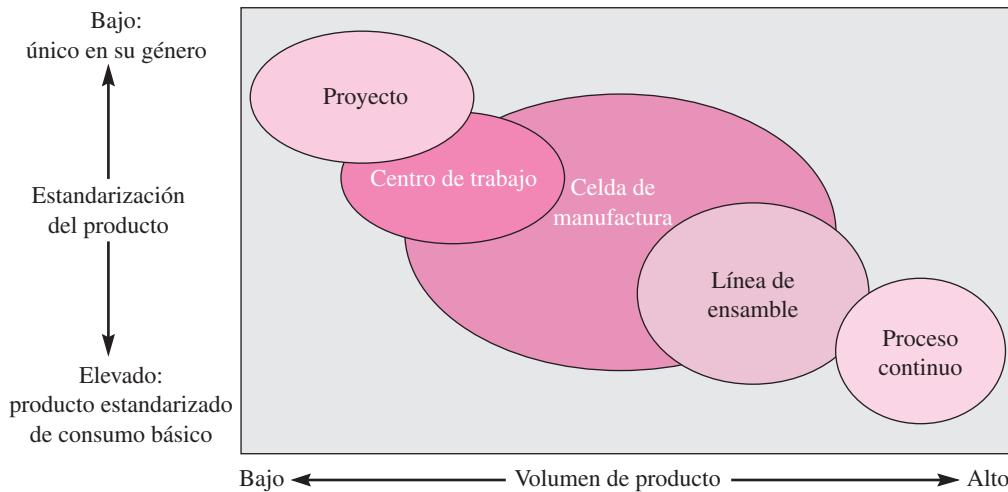 Bajo:
único en su género
Estandarización
del producto
Elevado:
producto estandarizado
de consumo básico
Proyecto
Centro de trabajo
Celda de
manufactura
Línea de
ensamble
Proceso
continuo
Bajo
Volumen de producto
Alto